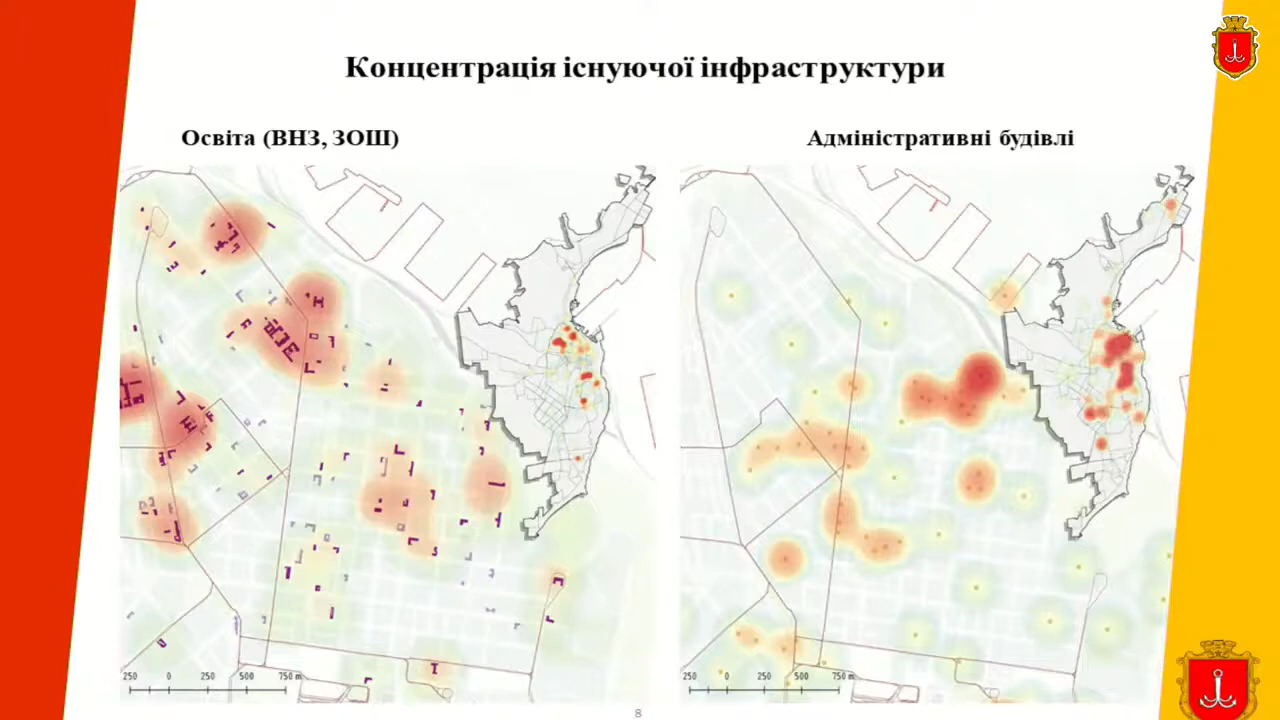 Концентрація існуючої інфраструктури
Освіта (ВНЗ, ЗОШ)
Адміністративні будівлі
250 0 250 500 750 m
250 0 250 500 750 m
8